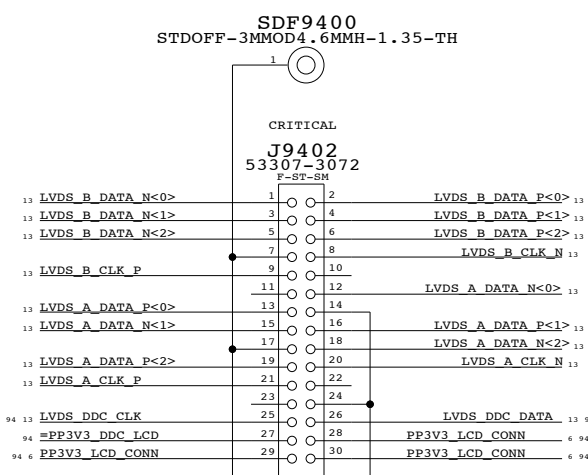 SDF9400
STDOFF-3MMOD4.6MMH-1.35-TH
1
CRITICAL
J9402
53307-3072
F-ST-SM
13 LVDS_B_DATA_N<0> 1 2 LVDS_B_DATA_P<0> 13
13 LVDS_B_DATA_N<1> 3 4 LVDS_B_DATA_P<1> 13
13 LVDS_B_DATA_N<2> 5 6 LVDS_B_DATA_P<2> 13
7 8 LVDS_B_CLK_N 13
13 LVDS_B_CLK_P 9 10
11 12 LVDS_A_DATA_N<0> 13
13 LVDS_A_DATA_P<0> 13 14
13 LVDS_A_DATA_N<1> 15 16 LVDS_A_DATA_P<1> 13
17 18 LVDS_A_DATA_N<2> 13
13 LVDS_A_DATA_P<2> 19 20 LVDS_A_CLK_N 13
13 LVDS_A_CLK_P 21 22
23 24
94 13 LVDS_DDC_CLK 25 26 LVDS_DDC_DATA 13 9
94 =PP3V3_DDC_LCD 27 28 PP3V3_LCD_CONN 6 94
94 6 PP3V3_LCD_CONN 29 30 PP3V3_LCD_CONN 6 94